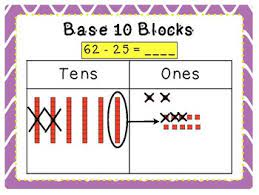 Base 10 Blocks
62 - 25 = ____
Tens Ones